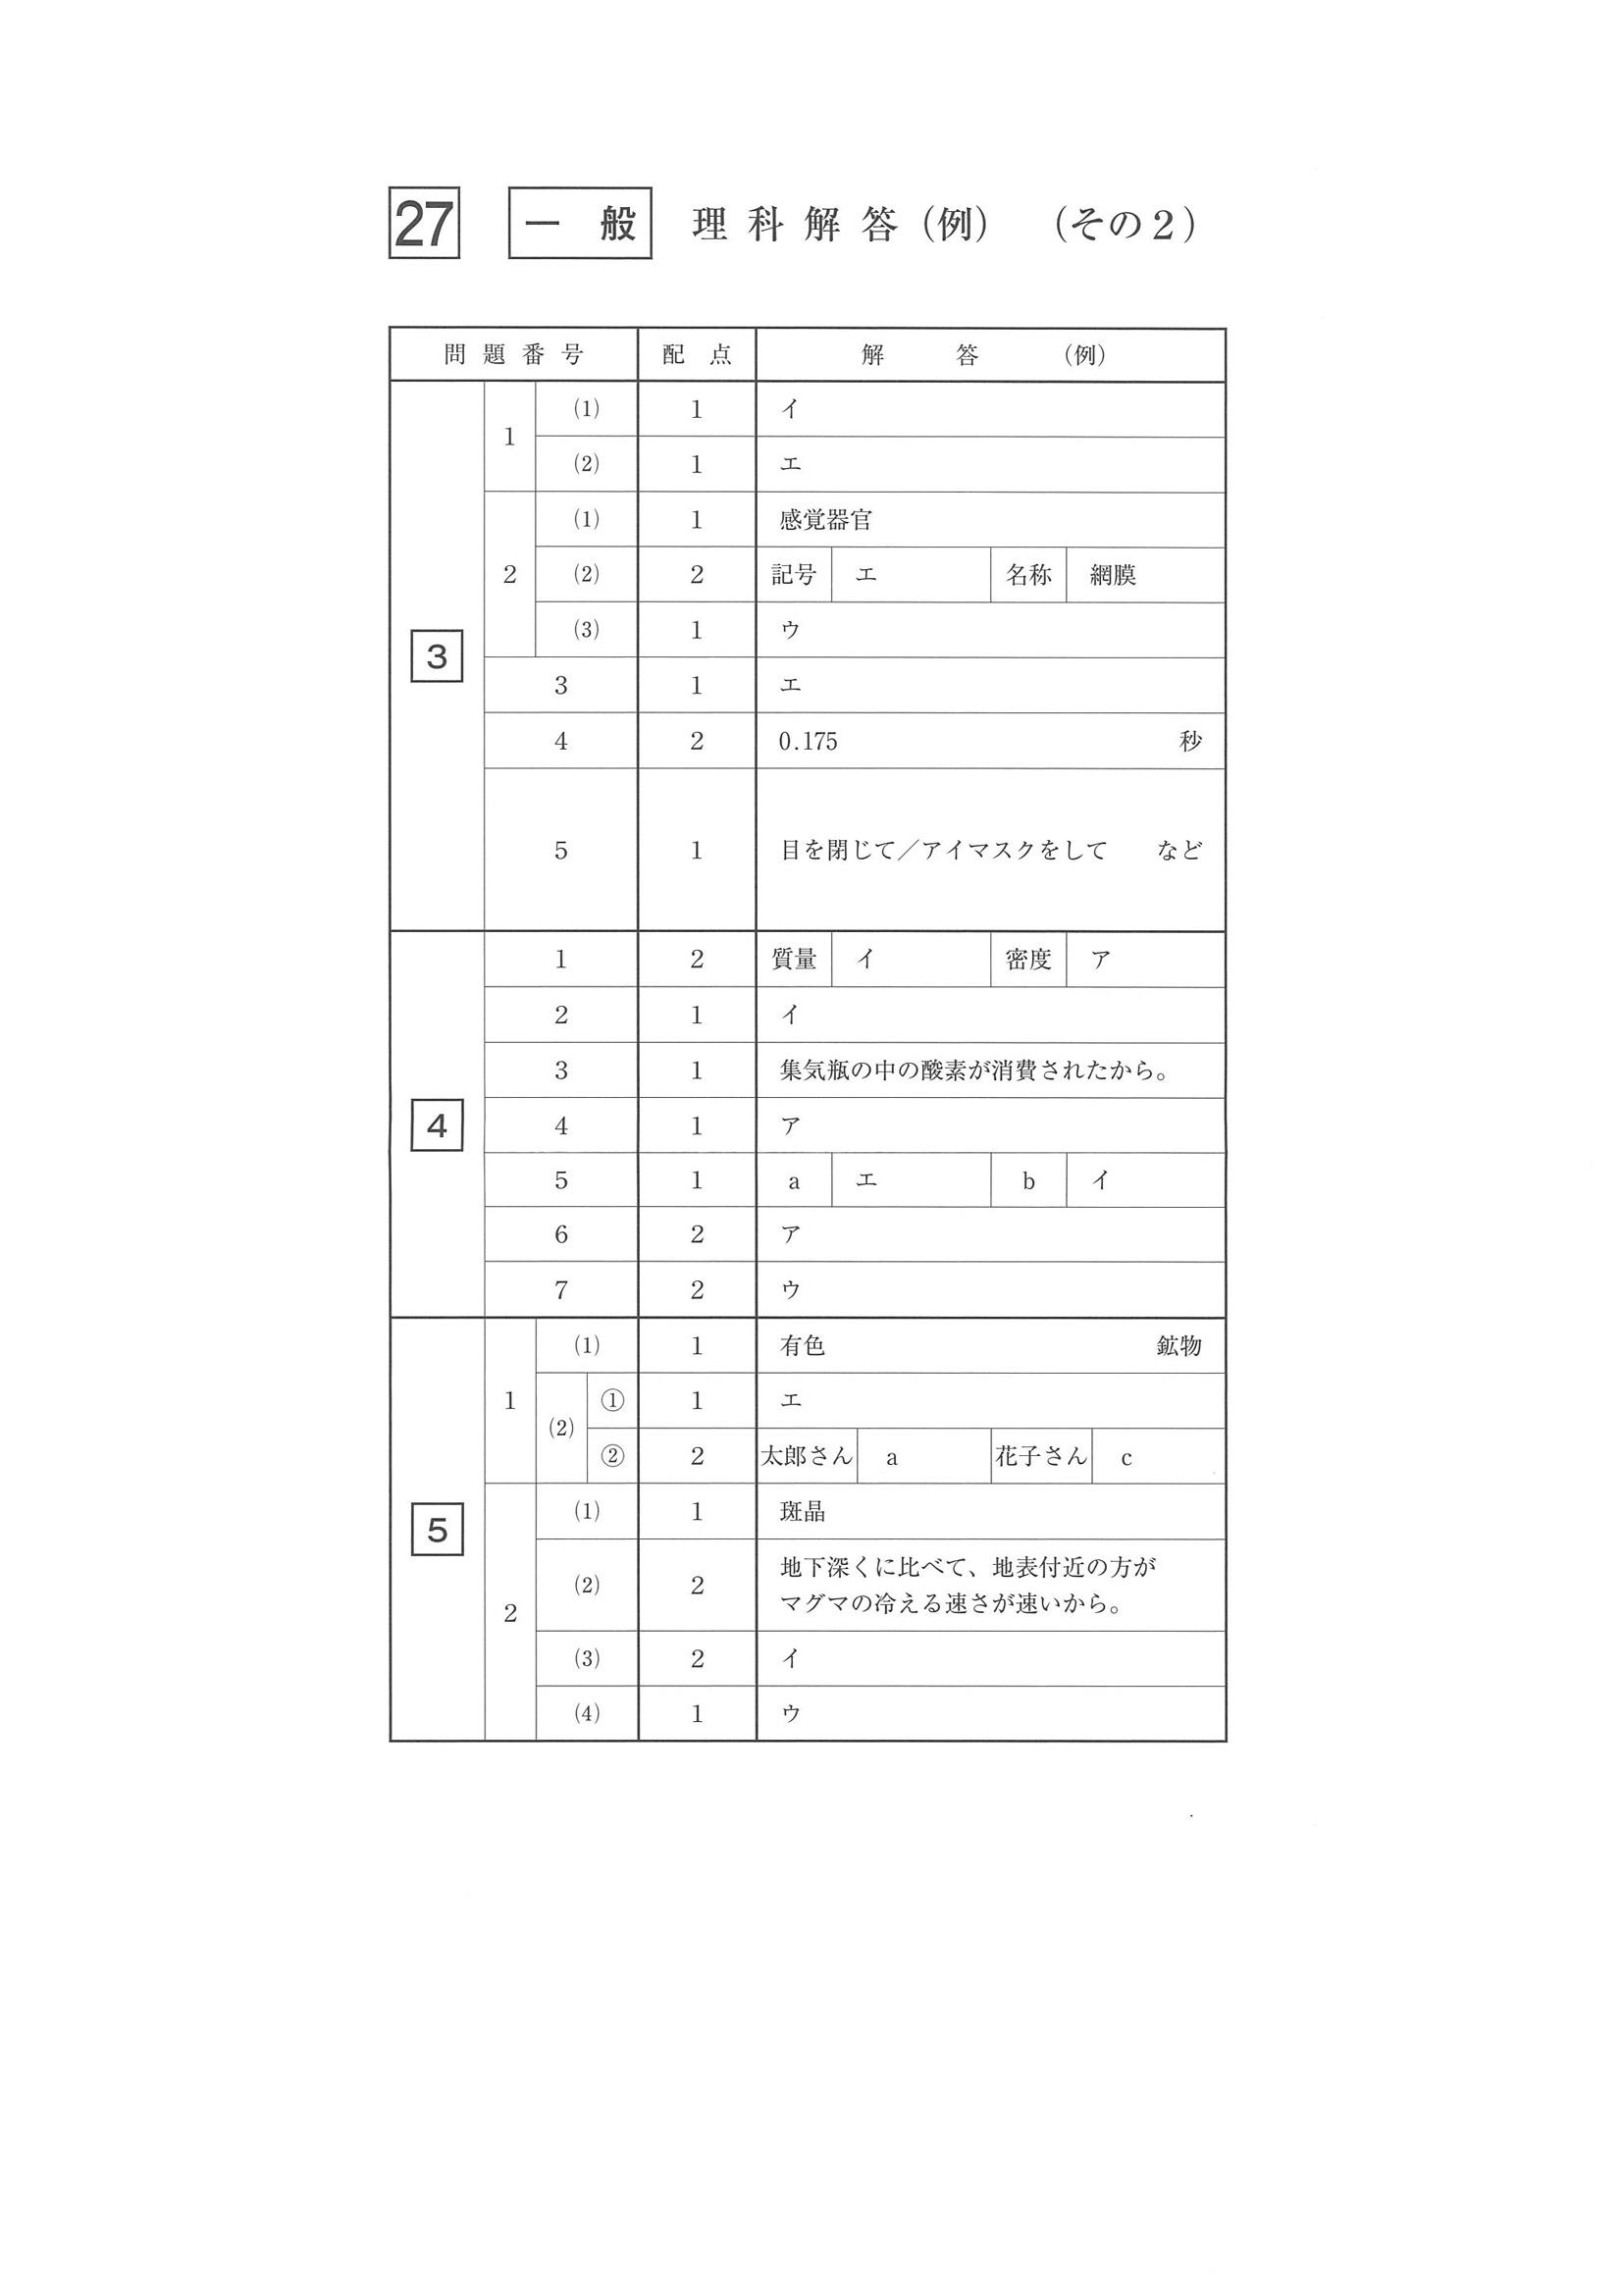 27 一 般 理科解答（例） （その２）
問題番号 配 点 解 答 （例）
3 1 (1) 1 イ
(2) 1 エ
2 (1) 1 感覚器官
(2) 2 記号 エ 名称 網膜
(3) 1 ウ
3 1 エ
4 2 0.175 秒
5 1 目を閉じて／アイマスクをして など
4 1 2 質量 イ 密度 ア
2 1 イ
3 1 集気瓶の中の酸素が消費されたから。
4 1 ア
5 1 a エ b イ
6 2 ア
7 2 ウ
5 1 (1) 1 有色 鉱物
(2) ① 1 エ
② 2 太郎さん a 花子さん c
2 (1) 1 斑晶
(2) 2 地下深くに比べて、地表付近の方が
マグマの冷える速さが速いから。
(3) 2 イ
(4) 1 ウ